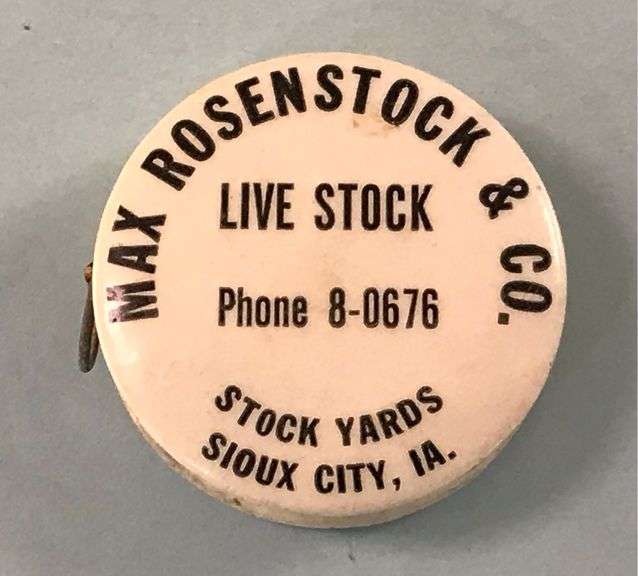 MAX ROSENSTOCK & CO.
LIVE STOCK
Phone 8-0676
STOCK YARDS
SIOUX CITY, IA.